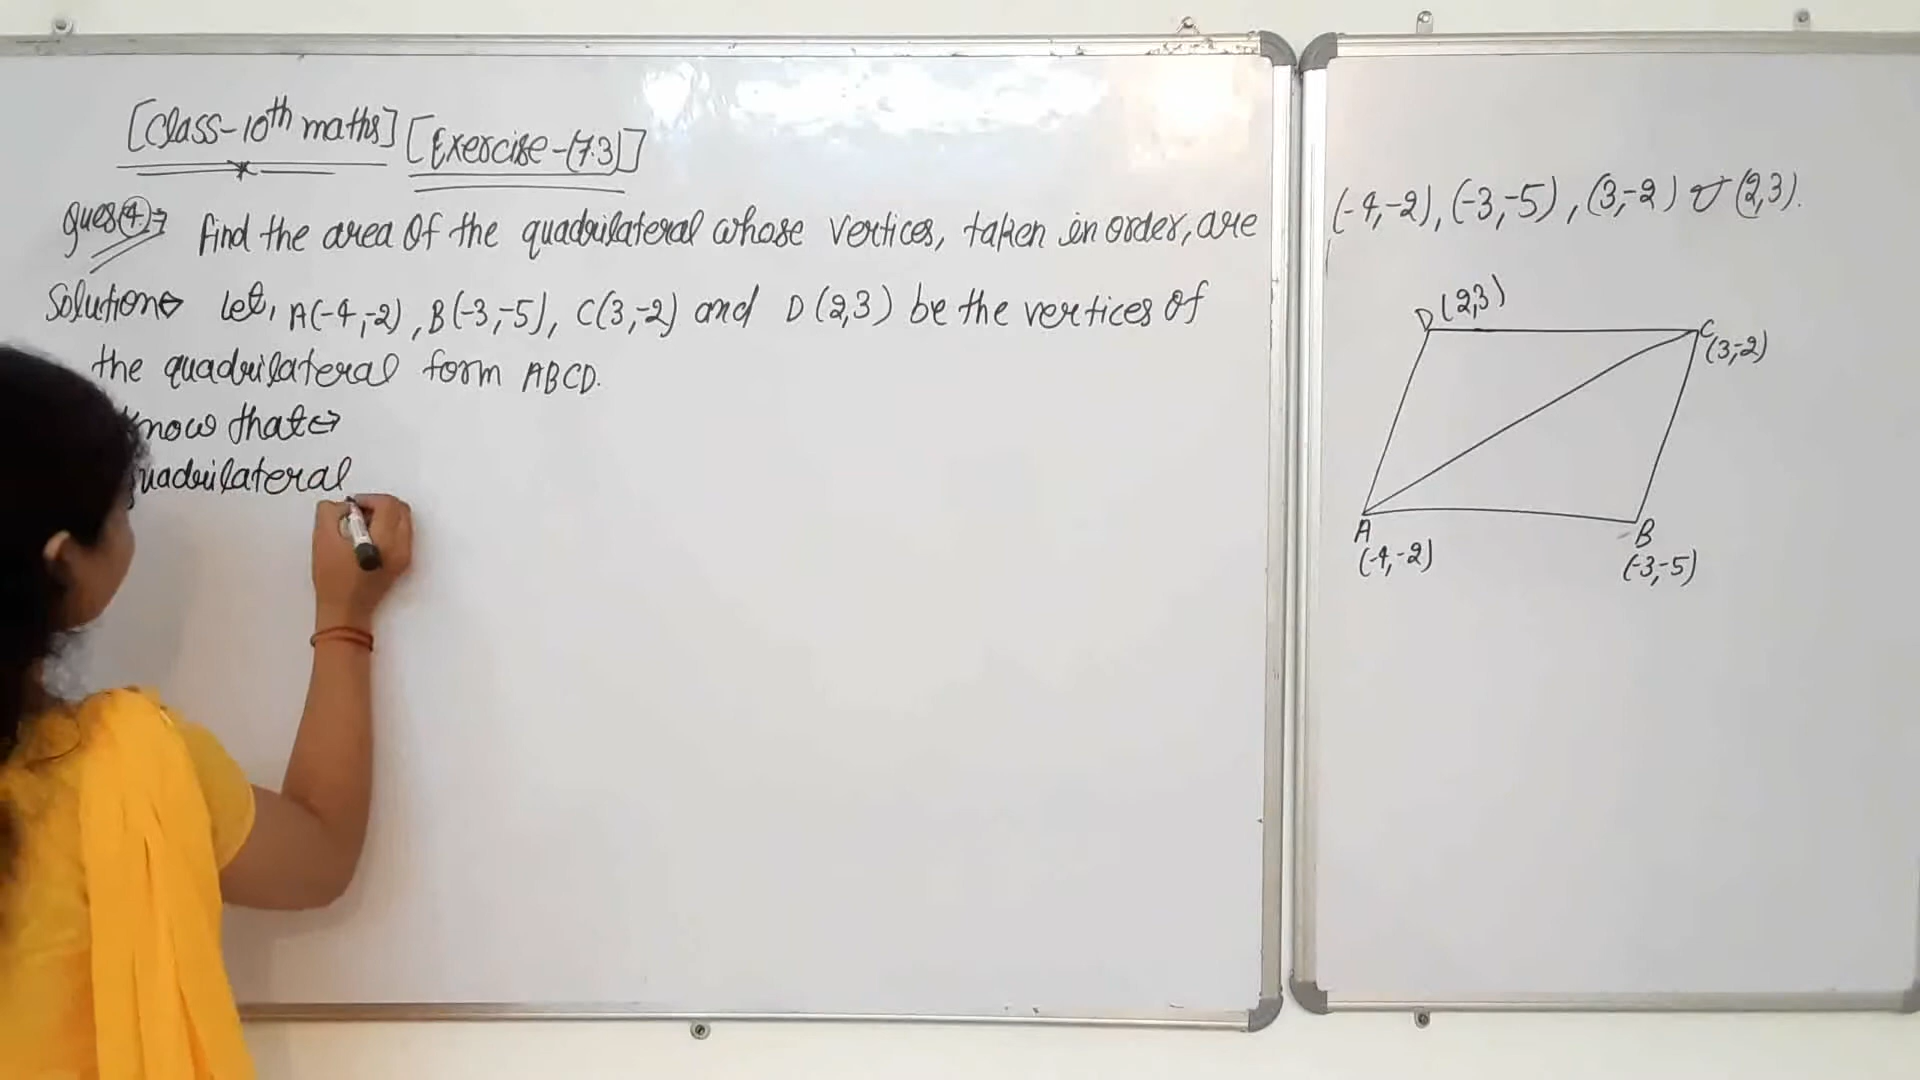 [Class-10th maths] [Exercise-(7.3)]
Ques(4)⇒ Find the area of the quadrilateral whose vertices, taken in order, are
(-4,-2), (-3,-5), (3,-2) & (2,3).
Solution⇒ Let, A(-4,-2), B(-3,-5), C(3,-2) and D(2,3) be the vertices of
the quadrilateral form ABCD.
know that⇒
quadrilateral
D (2,3)
C
(3,-2)
A
(-4,-2)
B
(-3,-5)